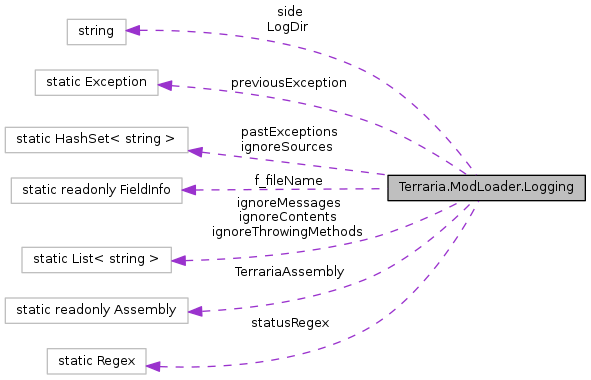 side
LogDir
string
static Exception
previousException
pastExceptions
ignoreSources
static HashSet< string >
f_fileName
static readonly FieldInfo
Terraria.ModLoader.Logging
ignoreMessages
ignoreContents
ignoreThrowingMethods
static List< string >
TerrariaAssembly
static readonly Assembly
statusRegex
static Regex